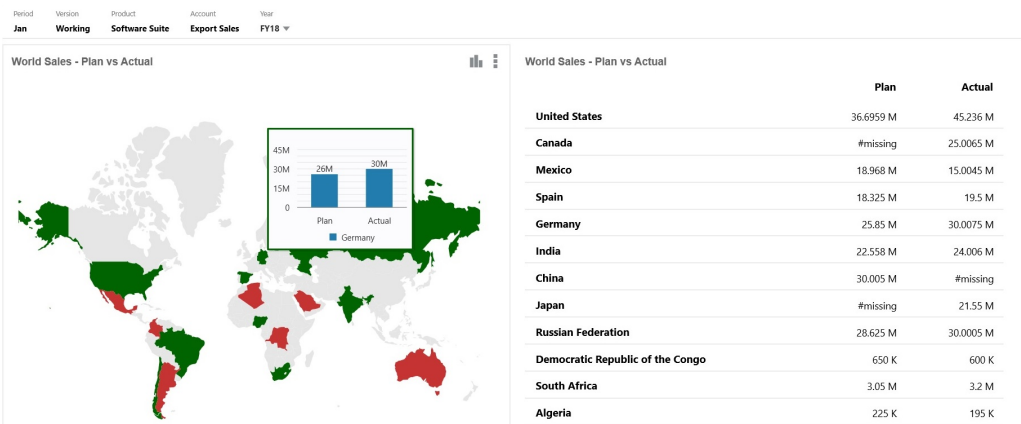 Period Version Product Account Year
Jan Working Software Suite Export Sales FY18
World Sales - Plan vs Actual
45M
30M
15M
0
26M
30M
Plan Actual
Germany
World Sales - Plan vs Actual
Plan Actual
United States 36.6959 M 45.236 M
Canada #missing 25.0065 M
Mexico 18.968 M 15.0045 M
Spain 18.325 M 19.5 M
Germany 25.85 M 30.0075 M
India 22.558 M 24.006 M
China 30.005 M #missing
Japan #missing 21.55 M
Russian Federation 28.625 M 30.0005 M
Democratic Republic of the Congo 650 K 600 K
South Africa 3.05 M 3.2 M
Algeria 225 K 195 K